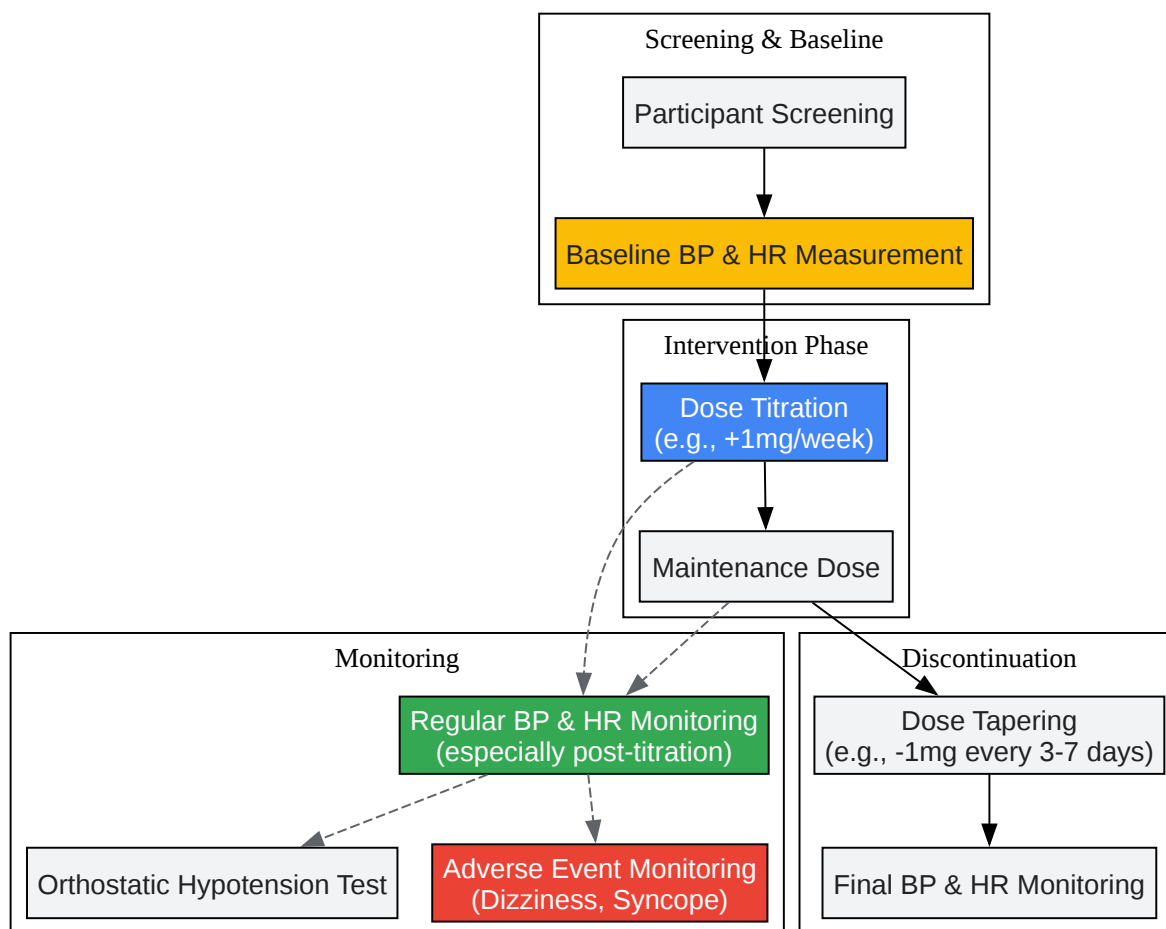 Screening & Baseline
Participant Screening
Baseline BP & HR Measurement
Intervention Phase
Dose Titration
(e.g., +1mg/week)
Maintenance Dose
Monitoring
Regular BP & HR Monitoring
(especially post-titration)
Orthostatic Hypotension Test
Adverse Event Monitoring
(Dizziness, Syncope)
Discontinuation
Dose Tapering
(e.g., -1mg every 3-7 days)
Final BP & HR Monitoring